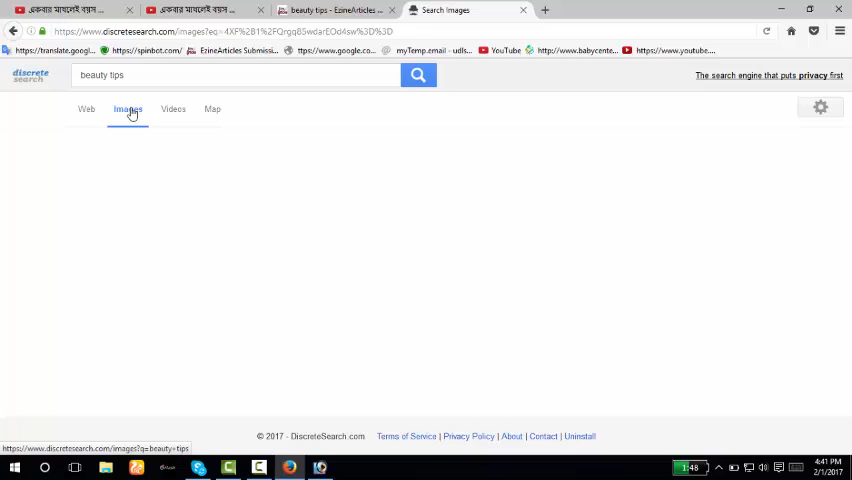 একবার মাখলেই বয়স ...
একবার মাখলেই বয়স ...
beauty tips - EzineArticles ...
Search Images
https://www.discretesearch.com/images?eq=4XF%2B1%2FQrgqB5wdarEOd4sw%3D%3D
https://translate.googl...
https://spinbot.com/
EzineArticles Submissi...
ttps://www.google.co...
myTemp.email - udls...
YouTube
http://www.babycente...
https://www.youtube....
discrete search
beauty tips
The search engine that puts privacy first
Web
Images
Videos
Map
© 2017 - DiscreteSearch.com Terms of Service | Privacy Policy | About | Contact | Uninstall
https://www.discretesearch.com/images?q=beauty+tips
1:48
4:41 PM
2/1/2017